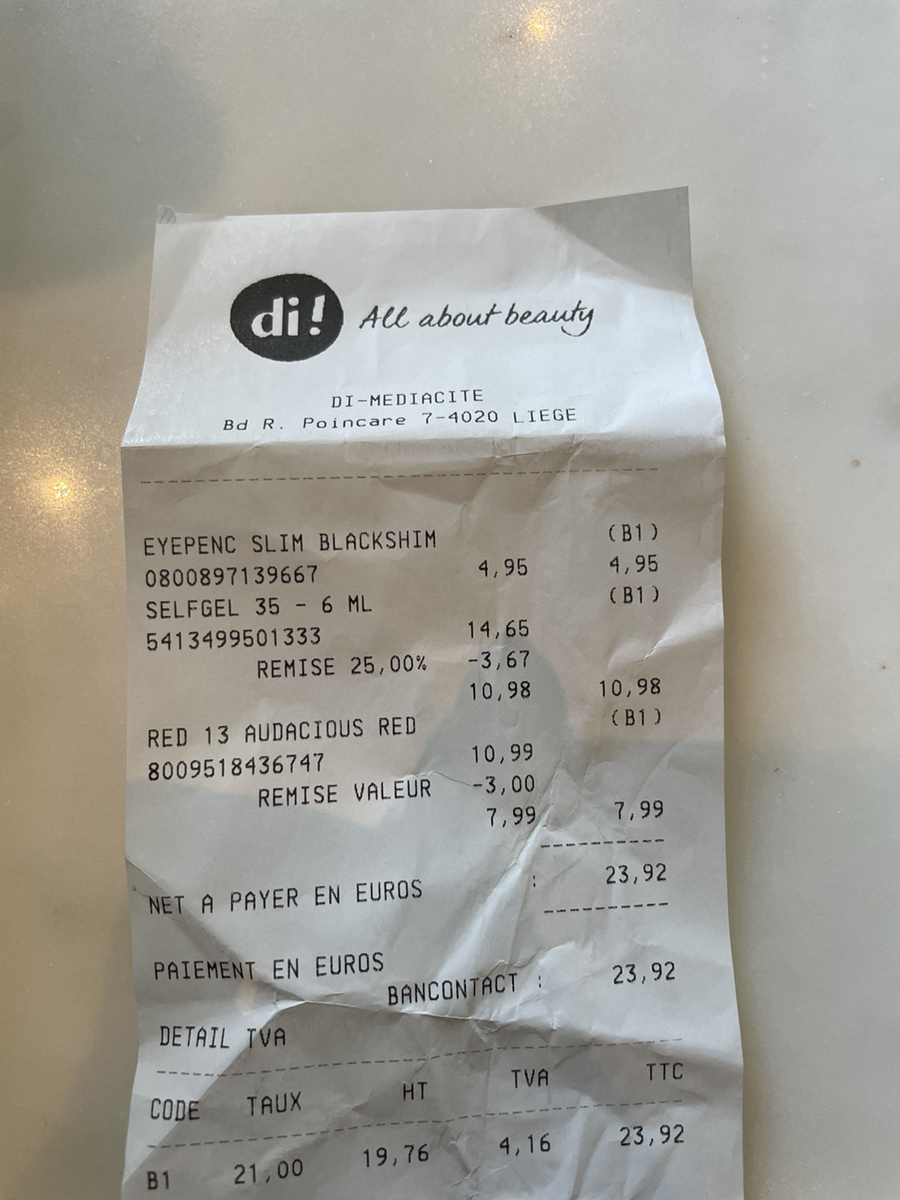 di! All about beauty
DI-MEDIACITE
Bd R. Poincare 7-4020 LIEGE
EYEPENC SLIM BLACKSHIM (B1)
0800897139667 4,95 4,95
SELFGEL 35 - 6 ML (B1)
5413499501333 14,65
REMISE 25,00% -3,67
10,98 10,98
RED 13 AUDACIOUS RED (B1)
8009518436747 10,99
REMISE VALEUR -3,00
7,99 7,99
NET A PAYER EN EUROS : 23,92
PAIEMENT EN EUROS
BANCONTACT : 23,92
DETAIL TVA
CODE TAUX HT TVA TTC
B1 21,00 19,76 4,16 23,92